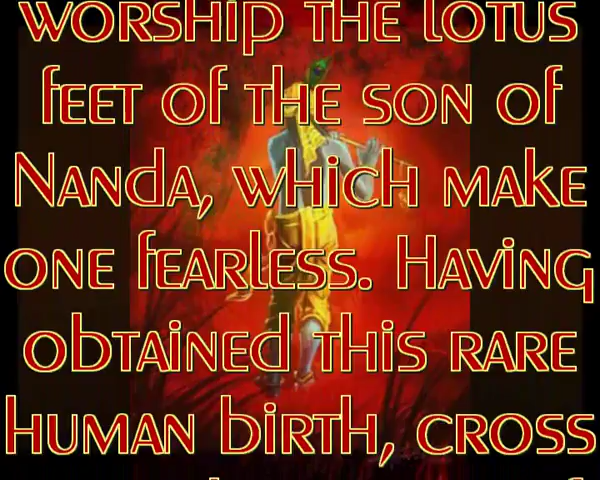 worship the lotus
feet of the son of
Nanda, which make
one fearless. Having
obtained this rare
human birth, cross